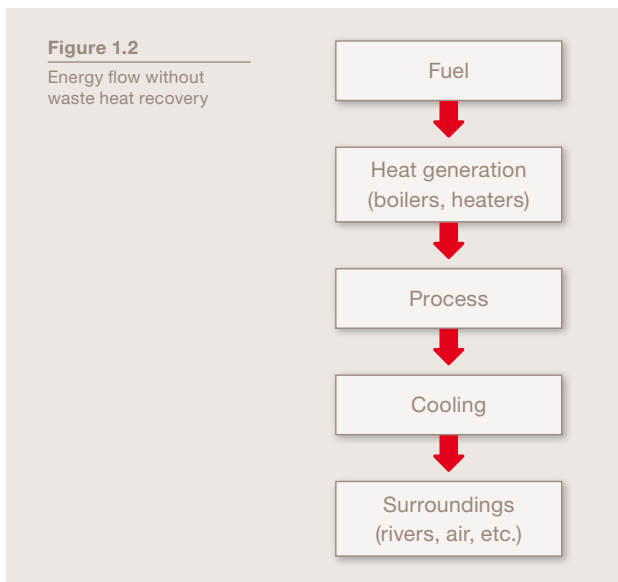 Figure 1.2
Energy flow without
waste heat recovery
Fuel
Heat generation
(boilers, heaters)
Process
Cooling
Surroundings
(rivers, air, etc.)